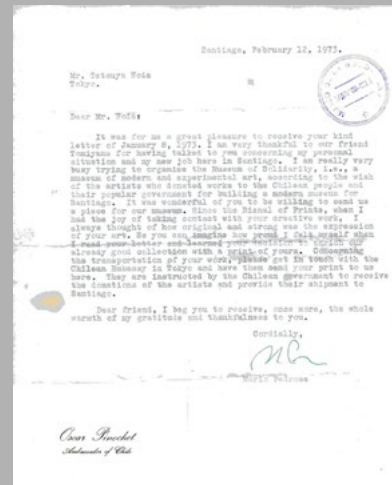 Santiago, February 12, 1973.
Mr. Tetsuya Noda
Tokyo.
Dear Mr. Noda:
It was for me a great pleasure to receive your kind
letter of January 8, 1973. I am very thankful to our friend
Tomiyama for having talked to you concerning my personal
situation and my new job here in Santiago. I am really very
busy trying to organize the Museum of Solidarity, i.e., a
museum of modern and experimental art, according to the wish
of the artists who donated works to the Chilean people and
their popular government for building a modern museum for
Santiago. It was wonderful of you to be willing to send us
a piece for our museum. Since the Bienal of Prints, when I
had the joy of taking contact with your creative work, I
always thought of how original and strong was the expression
of your art. So you can imagine how proud I felt myself when
I read your letter and learned your decision to enrich our
already good collection with a print of yours. Concerning
the transportation of your work, please get in touch with the
Chilean Embassy in Tokyo and have them send your print to us
here. They are instructed by the Chilean government to receive
the donations of the artists and provide their shipment to
Santiago.
Dear friend, I beg you to receive, once more, the whole
warmth of my gratitude and thankfulness to you.
Cordially,
Mario Pedrosa
Oscar Pinochet
Ambassador of Chile